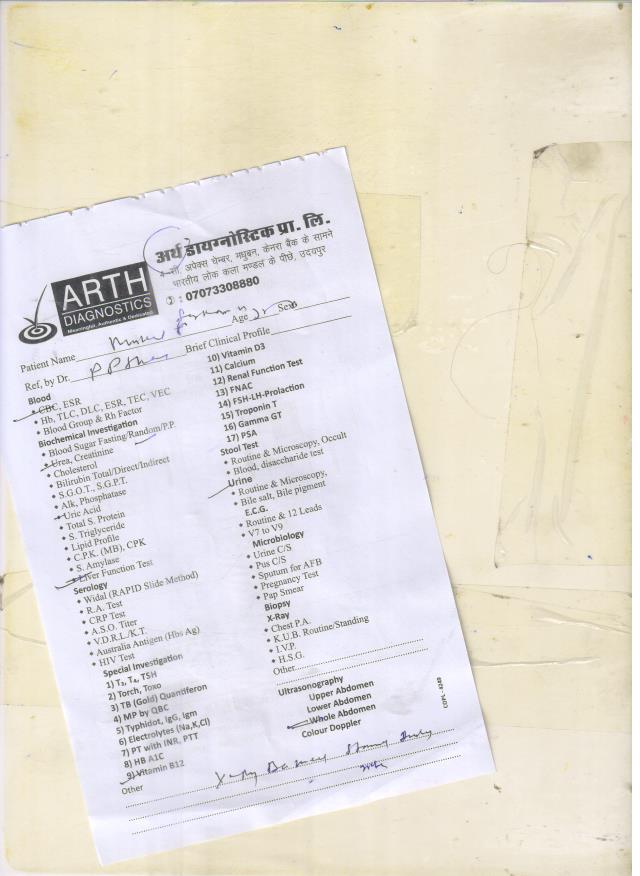 अर्थ डायग्नोस्टिक प्रा. लि.
4-सी, अपेक्स चेम्बर, मधुबन, केनरा बैंक के सामने
भारतीय लोक कला मण्डल के पीछे, उदयपुर
: 07073308880
ARTH
DIAGNOSTICS
Meaningful, Authentic & Dedicated
Patient Name Age Sex
Ref, by Dr. Brief Clinical Profile
Blood
• CBC, ESR
• Hb, TLC, DLC, ESR, TEC, VEC
• Blood Group & Rh Factor
Biochemical Investigation
• Blood Sugar Fasting/Random/P.P.
• Urea, Creatinine
• Cholesterol
• Bilirubin Total/Direct/Indirect
• S.G.O.T., S.G.P.T.
• Alk, Phosphatase
• Uric Acid
• Total S. Protein
• S. Triglyceride
• Lipid Profile
• C.P.K. (MB), CPK
• S. Amylase
• Liver Function Test
Serology
• Widal (RAPID Slide Method)
• R.A. Test
• CRP Test
• A.S.O. Titer
• V.D.R.L./K.T.
• Australia Antigen (Hbs Ag)
• HIV Test
Special Investigation
1) T₃, T₄, TSH
2) Torch, Toxo
3) TB (Gold) Quantiferon
4) MP by QBC
5) Typhidot, IgG, Igm
6) Electrolytes (Na,K,Cl)
7) PT with INR, PTT
8) HB A1C
9) Vitamin B12
Other
10) Vitamin D3
11) Calcium
12) Renal Function Test
13) FNAC
14) FSH-LH-Prolaction
15) Troponin T
16) Gamma GT
17) PSA
Stool Test
• Routine & Microscopy, Occult
• Blood, disaccharide test
Urine
• Routine & Microscopy,
• Bile salt, Bile pigment
E.C.G.
• Routine & 12 Leads
• V7 to V9
Microbiology
• Urine C/S
• Pus C/S
• Sputum for AFB
• Pregnancy Test
• Pap Smear
Biopsy
X-Ray
• Chest P.A.
• K.U.B. Routine/Standing
• I.V.P.
• H.S.G.
Other
Ultrasonography
Upper Abdomen
Lower Abdomen
Whole Abdomen
Colour Doppler